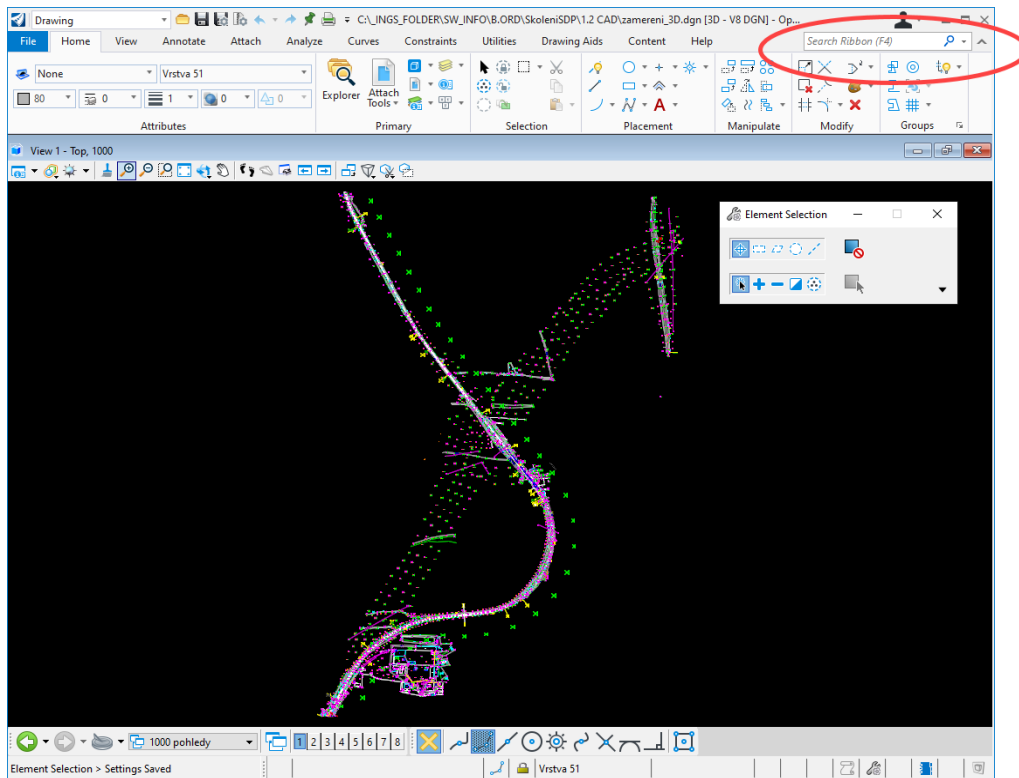 Drawing
C:\_INGS_FOLDER\SW_INFO\B.ORD\SkoleniSDP\1.2 CAD\zamereni_3D.dgn [3D - V8 DGN] - Op...
File Home View Annotate Attach Analyze Curves Constraints Utilities Drawing Aids Content Help
Search Ribbon (F4)
None
Vrstva 51
80 0 1 0 0
Explorer
Attach
Tools
Attributes Primary Selection Placement Manipulate Modify Groups
View 1 - Top, 1000
Element Selection
1000 pohledy
1 2 3 4 5 6 7 8
Element Selection > Settings Saved
Vrstva 51